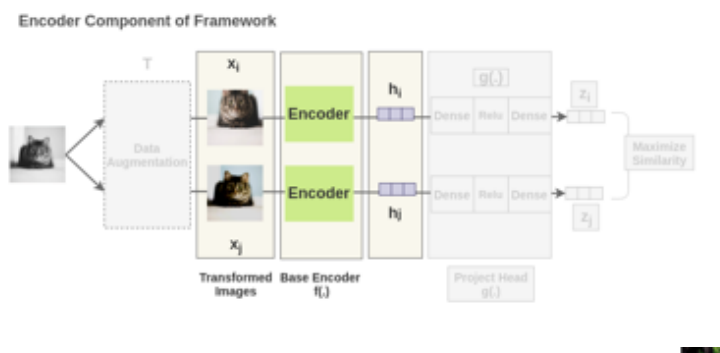 Encoder Component of Framework
T
xi
xj
Data
Augmentation
Encoder
Encoder
hi
hj
g(.)
Dense Relu Dense
Dense Relu Dense
zi
zj
Maximize
Similarity
Transformed
Images
Base Encoder
f(.)
Project Head
g(.)